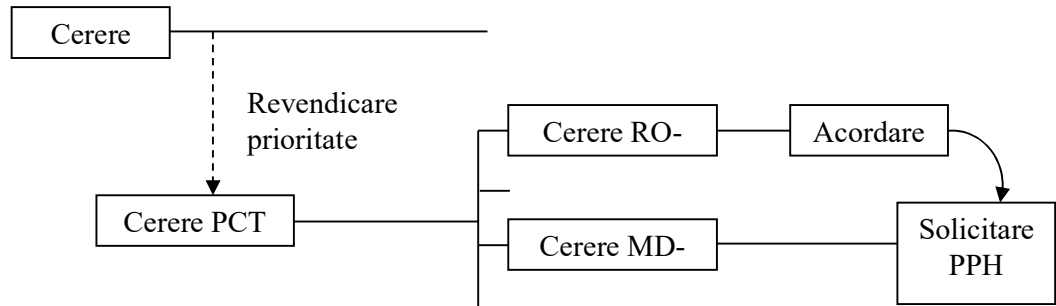 Cerere
Revendicare
prioritate
Cerere RO-
Acordare
Cerere PCT
Cerere MD-
Solicitare
PPH